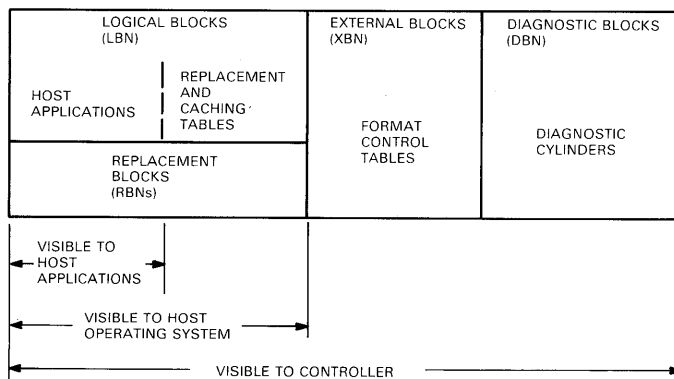 LOGICAL BLOCKS
(LBN)
EXTERNAL BLOCKS
(XBN)
DIAGNOSTIC BLOCKS
(DBN)
HOST
APPLICATIONS
REPLACEMENT
AND
CACHING
TABLES
FORMAT
CONTROL
TABLES
DIAGNOSTIC
CYLINDERS
REPLACEMENT
BLOCKS
(RBNs)
VISIBLE TO
HOST
APPLICATIONS
VISIBLE TO HOST
OPERATING SYSTEM
VISIBLE TO CONTROLLER